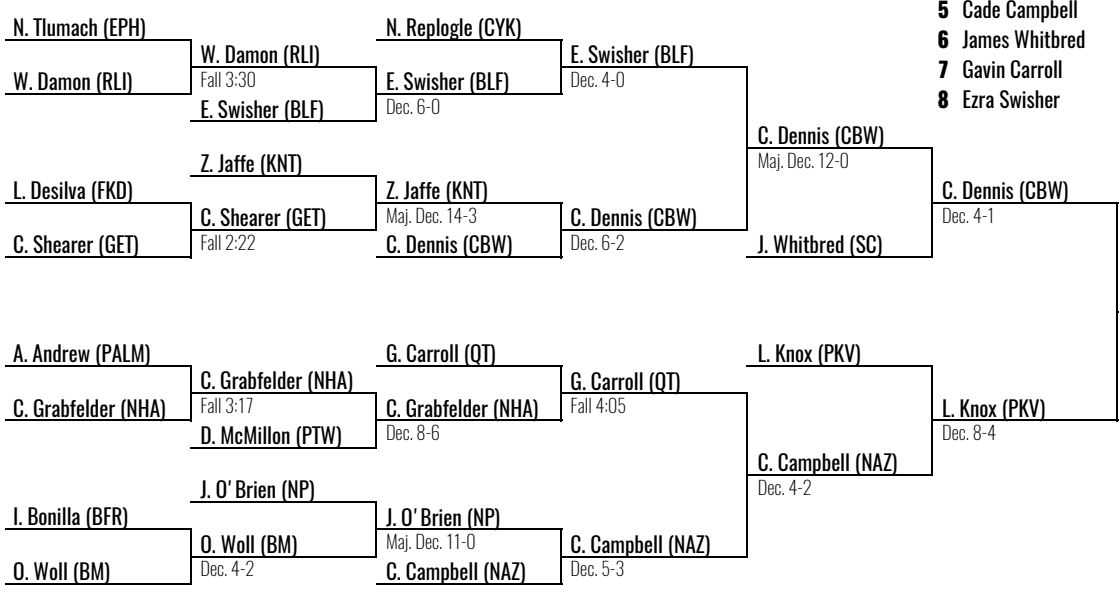 5 Cade Campbell
6 James Whitbred
7 Gavin Carroll
8 Ezra Swisher
N. Tlumach (EPH)
W. Damon (RLI)
L. Desilva (FKD)
C. Shearer (GET)
A. Andrew (PALM)
C. Grabfelder (NHA)
I. Bonilla (BFR)
O. Woll (BM)
W. Damon (RLI)
Fall 3:30
E. Swisher (BLF)
Z. Jaffe (KNT)
C. Shearer (GET)
Fall 2:22
C. Grabfelder (NHA)
Fall 3:17
D. McMillon (PTW)
J. O'Brien (NP)
O. Woll (BM)
Dec. 4-2
N. Replogle (CYK)
E. Swisher (BLF)
Dec. 6-0
Z. Jaffe (KNT)
Maj. Dec. 14-3
C. Dennis (CBW)
G. Carroll (QT)
C. Grabfelder (NHA)
Dec. 8-6
J. O'Brien (NP)
Maj. Dec. 11-0
C. Campbell (NAZ)
E. Swisher (BLF)
Dec. 4-0
C. Dennis (CBW)
Dec. 6-2
G. Carroll (QT)
Fall 4:05
C. Campbell (NAZ)
Dec. 5-3
C. Dennis (CBW)
Maj. Dec. 12-0
J. Whitbred (SC)
L. Knox (PKV)
C. Campbell (NAZ)
Dec. 4-2
C. Dennis (CBW)
Dec. 4-1
L. Knox (PKV)
Dec. 8-4